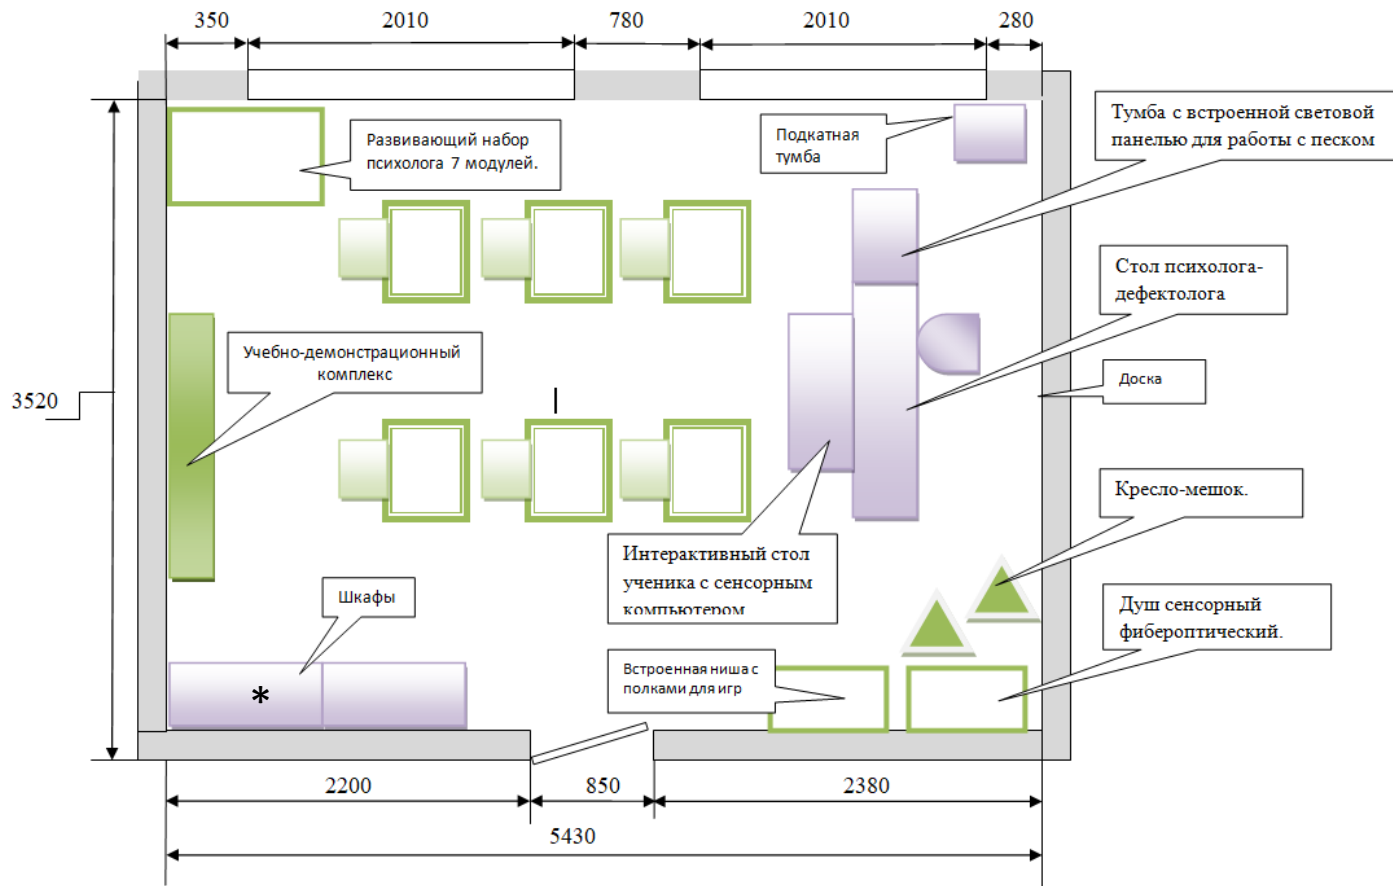 350
2010
780
2010
280
Развивающий набор
психолога 7 модулей.
Подкатная
тумба
Тумба с встроенной световой
панелью для работы с песком
Стол психолога-
дефектолога
Учебно-демонстрационный
комплекс
Доска
3520
Кресло-мешок.
Интерактивный стол
ученика с сенсорным
компьютером
Шкафы
Душ сенсорный
фибероптический.
Встроенная ниша с
полками для игр
*
2200
850
2380
5430